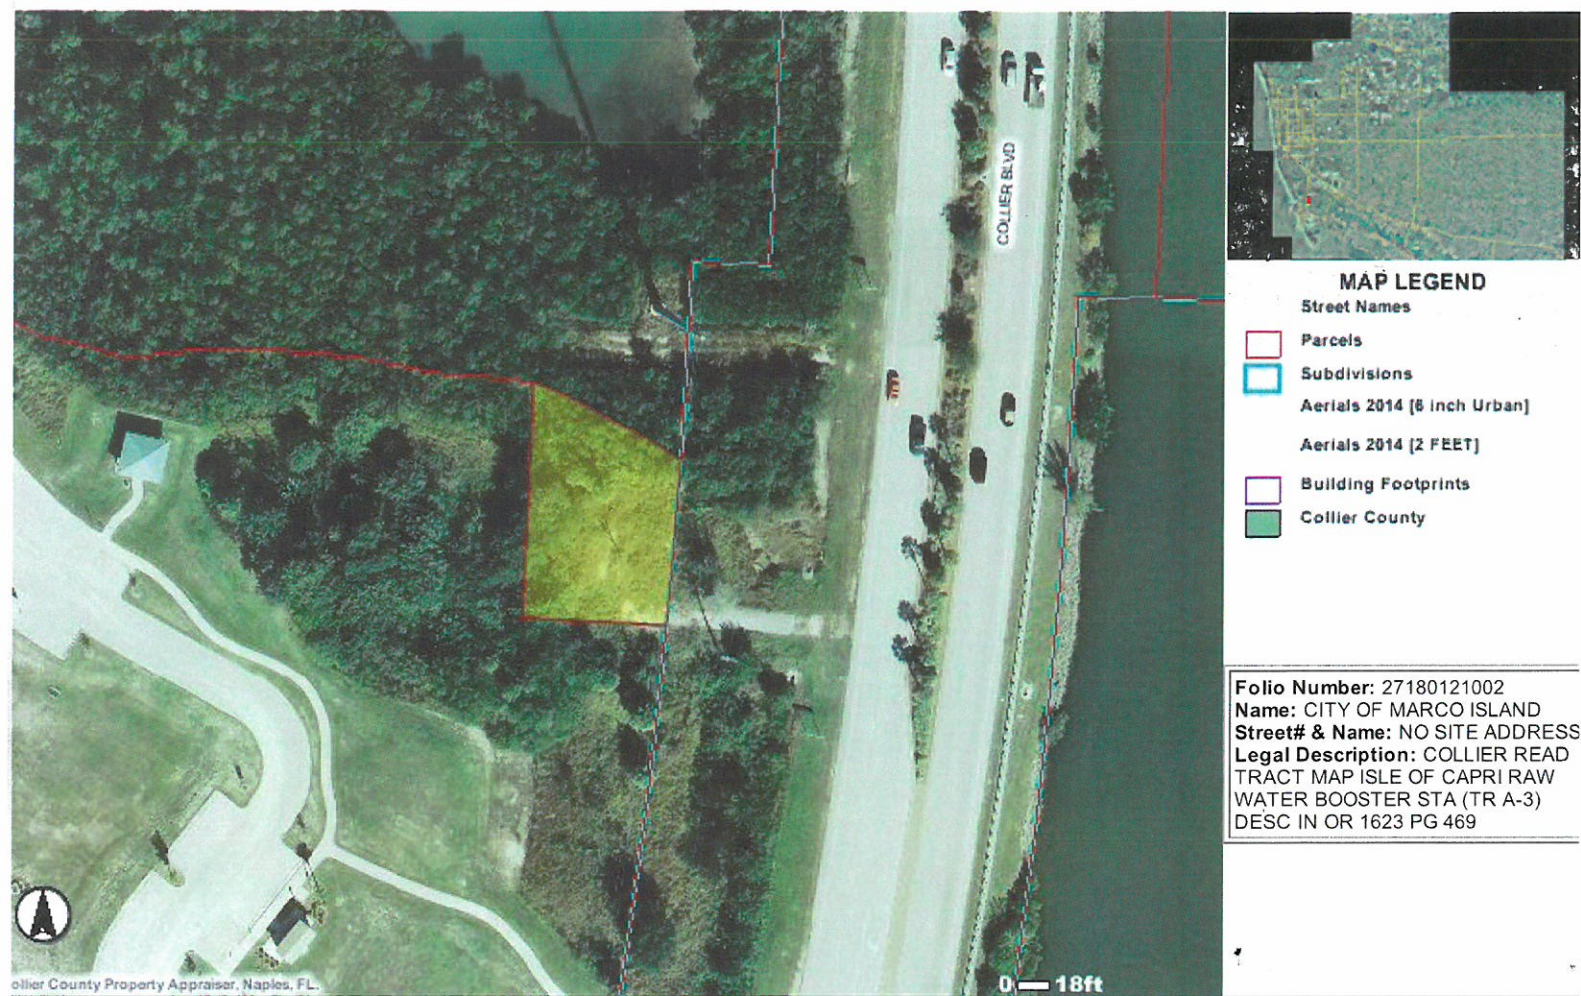 COLLIER BLVD
MAP LEGEND
Street Names
Parcels
Subdivisions
Aerials 2014 [6 inch Urban]
Aerials 2014 [2 FEET]
Building Footprints
Collier County
Folio Number: 27180121002
Name: CITY OF MARCO ISLAND
Street# & Name: NO SITE ADDRESS
Legal Description: COLLIER READ
TRACT MAP ISLE OF CAPRI RAW
WATER BOOSTER STA (TR A-3)
DESC IN OR 1623 PG 469
ollier County Property Appraiser, Naples, FL.
0 18ft